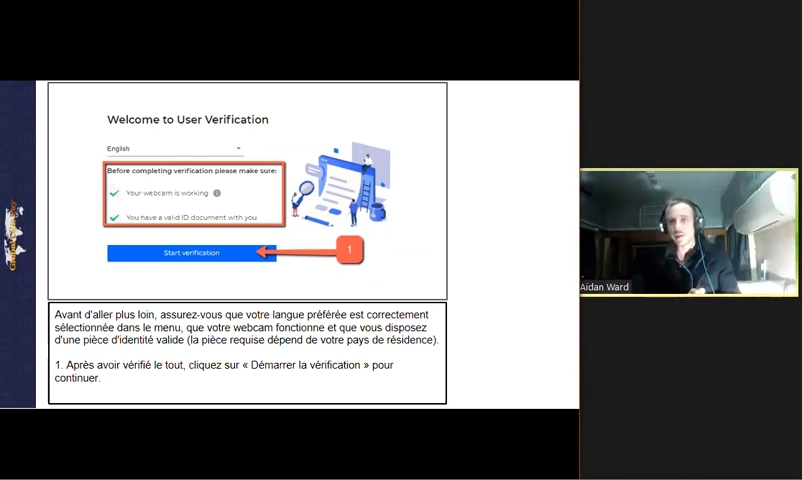 Welcome to User Verification
English
Before completing verification please make sure:
Your webcam is working
You have a valid ID document with you
Start verification
1
Avant d'aller plus loin, assurez-vous que votre langue préférée est correctement
sélectionnée dans le menu, que votre webcam fonctionne et que vous disposez
d'une pièce d'identité valide (la pièce requise dépend de votre pays de résidence).
1. Après avoir vérifié le tout, cliquez sur « Démarrer la vérification » pour
continuer.
Aidan Ward